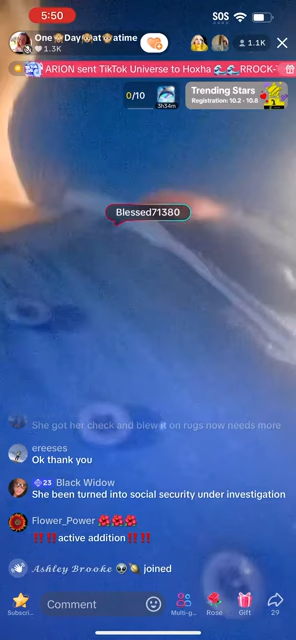 5:50
SOS
One🙊Day🙊at🙊atime
1.3K
1.1K
ARION sent TikTok Universe to Hoxha 🌊🌊RROCK-
0/10
3h34m
Trending Stars
Registration: 10.2 - 10.8
Blessed71380
She got her check and blew it on rugs now needs more
ereeses
Ok thank you
23 Black Widow
She been turned into social security under investigation
Flower_Power 🌺🌺🌺
‼️‼️active addition‼️‼️
𝓐𝓼𝓱𝓵𝓮𝔂 𝓑𝓻𝓸𝓸𝓴𝓮 👽 joined
Subscri...
Comment
Multi-g...
Rose
Gift
29